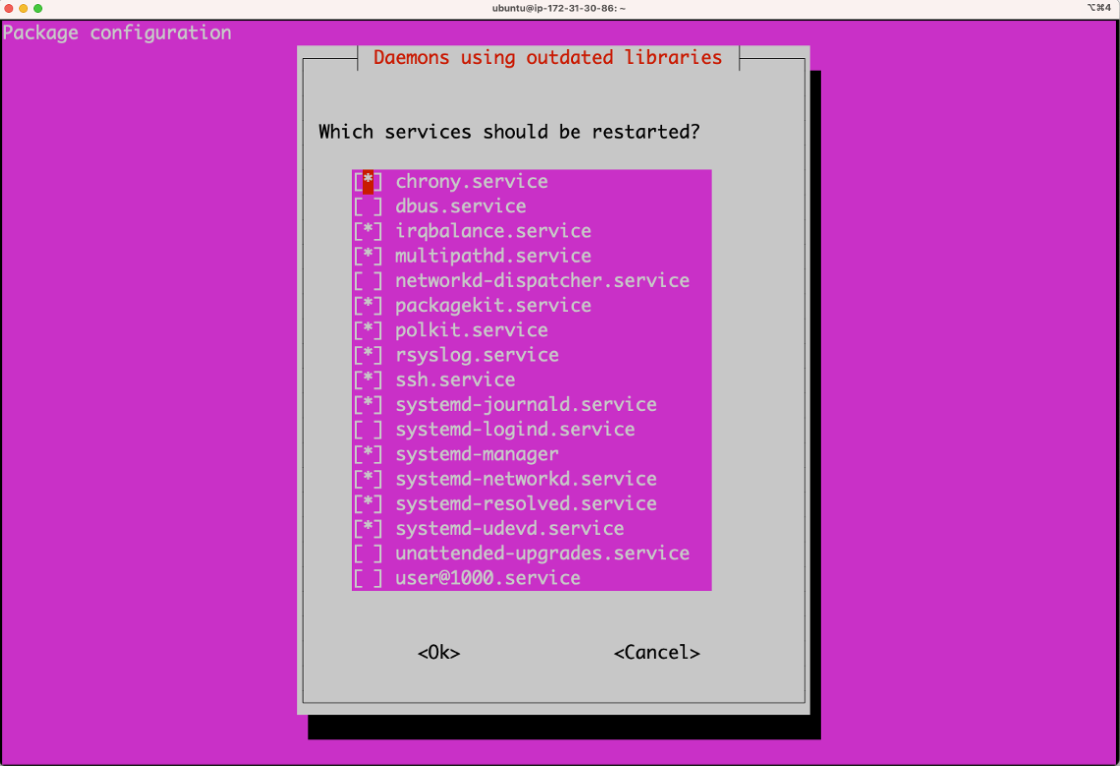 ubuntu@ip-172-31-30-86: ~
⌥⌘4
Package configuration
Daemons using outdated libraries
Which services should be restarted?
[*] chrony.service
[ ] dbus.service
[*] irqbalance.service
[*] multipathd.service
[ ] networkd-dispatcher.service
[*] packagekit.service
[*] polkit.service
[*] rsyslog.service
[*] ssh.service
[*] systemd-journald.service
[ ] systemd-logind.service
[*] systemd-manager
[*] systemd-networkd.service
[*] systemd-resolved.service
[*] systemd-udevd.service
[ ] unattended-upgrades.service
[ ] user@1000.service
<Ok> <Cancel>